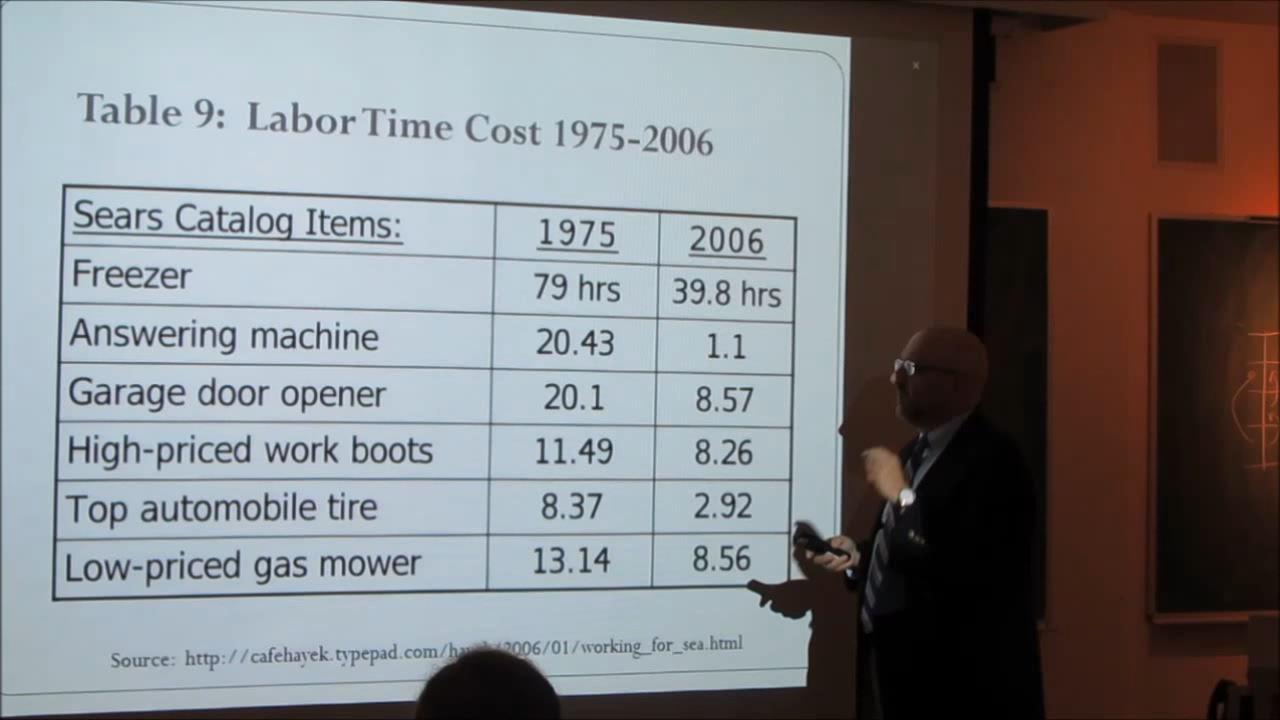 Table 9: Labor Time Cost 1975-2006
Sears Catalog Items: 1975 2006
Freezer 79 hrs 39.8 hrs
Answering machine 20.43 1.1
Garage door opener 20.1 8.57
High-priced work boots 11.49 8.26
Top automobile tire 8.37 2.92
Low-priced gas mower 13.14 8.56
Source: http://cafehayek.typepad.com/ /2006/01/working_for_sea.html